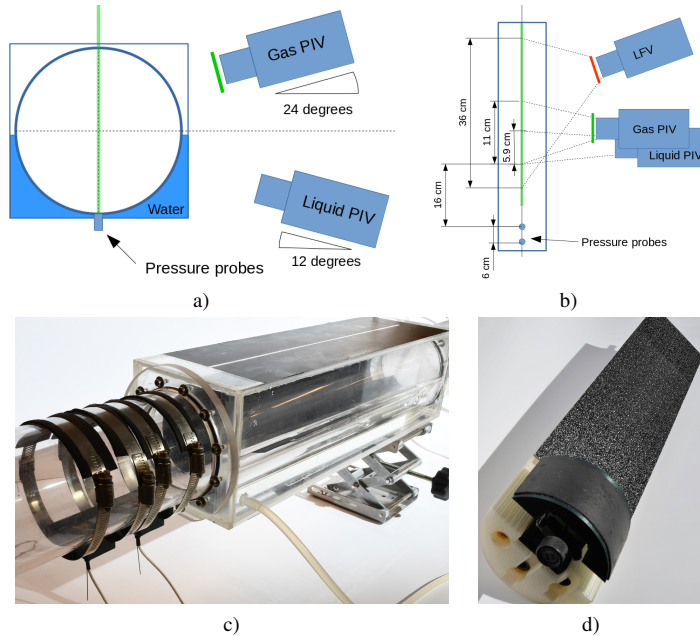 Gas PIV
24 degrees
Water
Liquid PIV
12 degrees
Pressure probes
a)
LFV
36 cm
11 cm
5.9 cm
Gas PIV
Liquid PIV
16 cm
Pressure probes
6 cm
b)
c)
d)